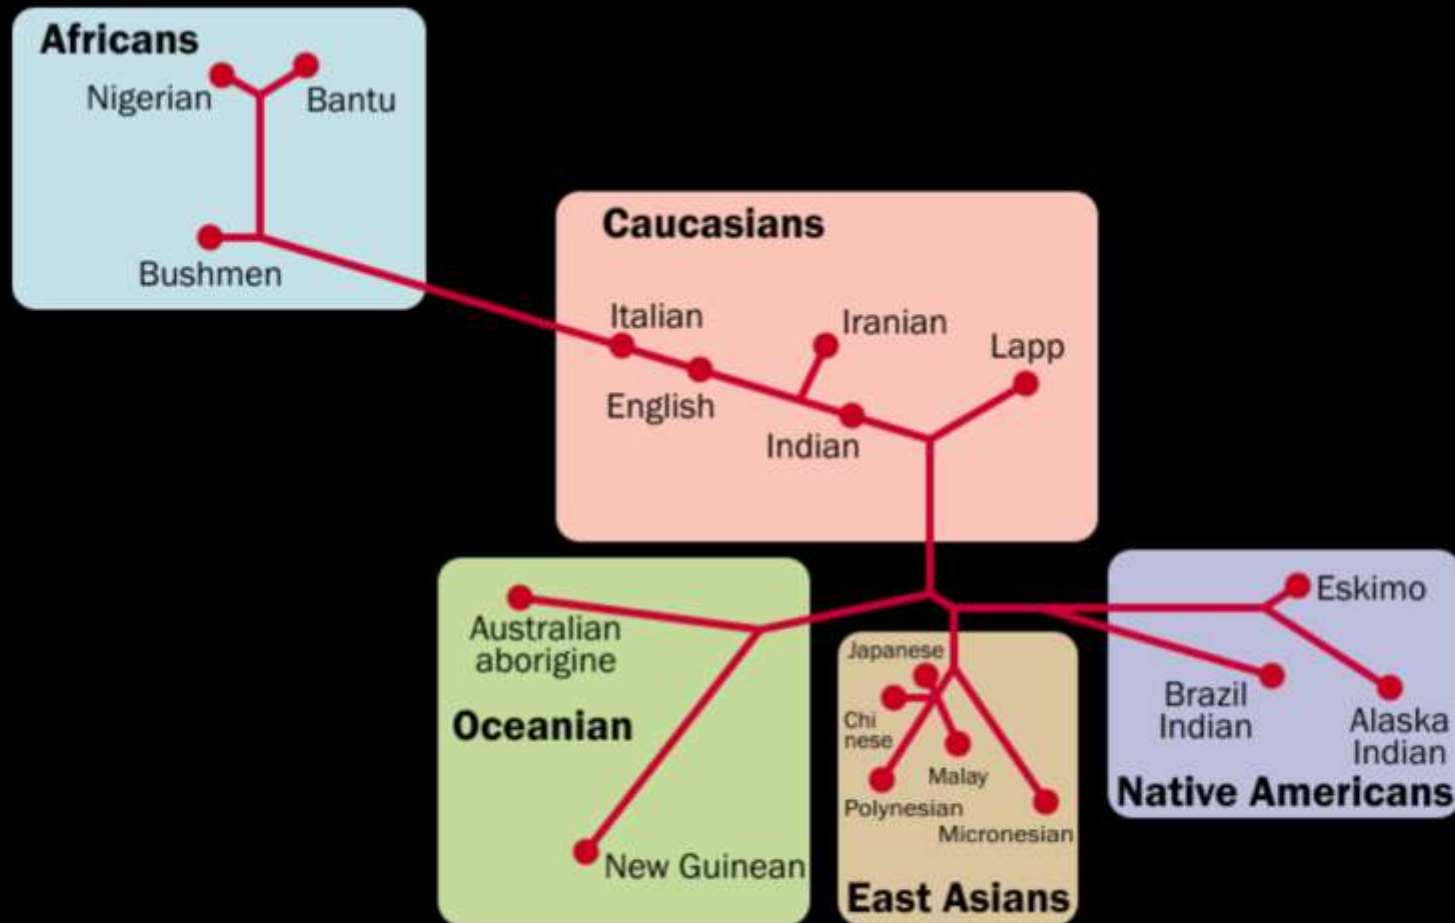 Africans
Nigerian
Bantu
Bushmen
Caucasians
Italian
Iranian
Lapp
English
Indian
Australian
aborigine
Oceanian
New Guinean
Japanese
Chi
nese
Malay
Polynesian
Micronesian
East Asians
Eskimo
Brazil
Indian
Alaska
Indian
Native Americans